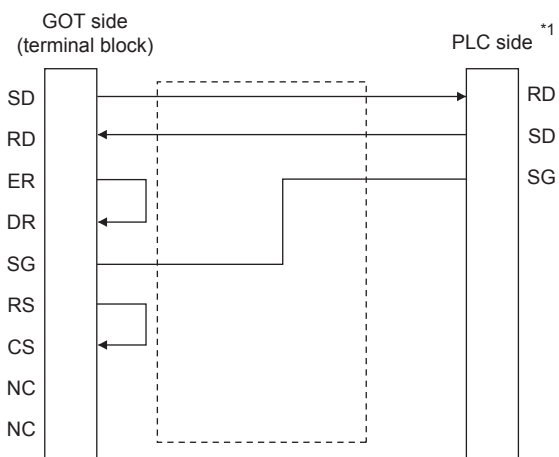 GOT side
(terminal block)
PLC side *1
SD
RD
ER
DR
SG
RS
CS
NC
NC
RD
SD
SG